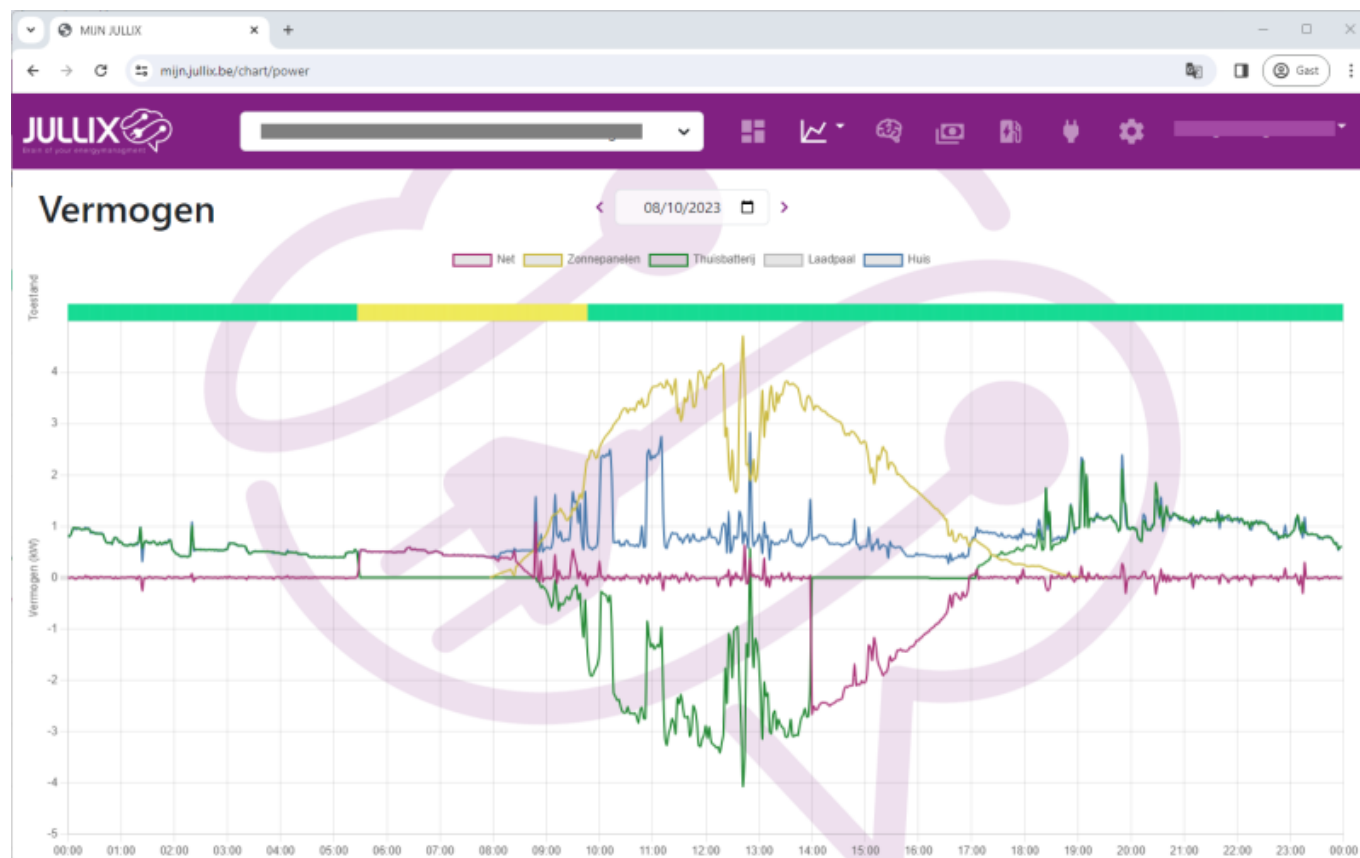 MIJN JULLIX
mijn.jullix.be/chart/power
Gast
JULLIX
Brain of your energymanagment
Vermogen
08/10/2023
Net Zonnepanelen Thuisbatterij Laadpaal Huis
Toestand
Vermogen (kW)
4
3
2
1
0
-1
-2
-3
-4
-5
00:00 01:00 02:00 03:00 04:00 05:00 06:00 07:00 08:00 09:00 10:00 11:00 12:00 13:00 14:00 15:00 16:00 17:00 18:00 19:00 20:00 21:00 22:00 23:00 00:00